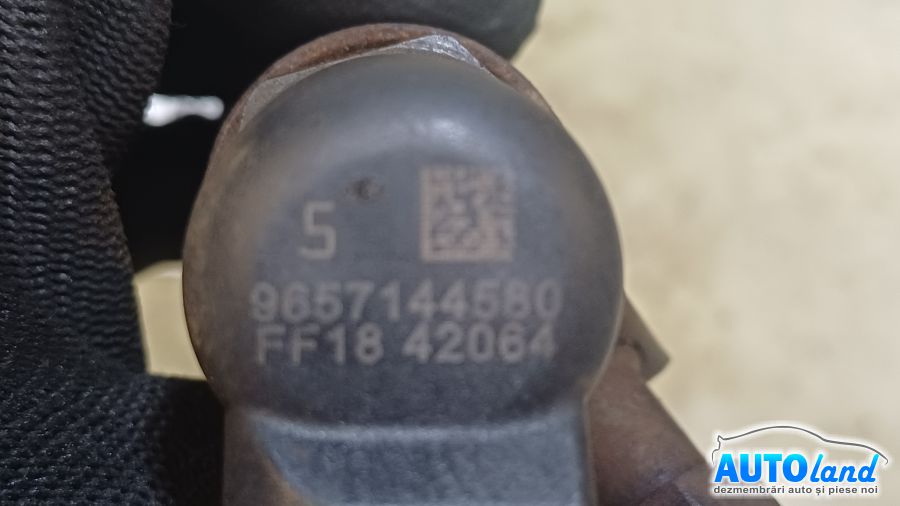 5
9657144580
FF18 42064
AUTOland
dezmembrări auto și piese noi